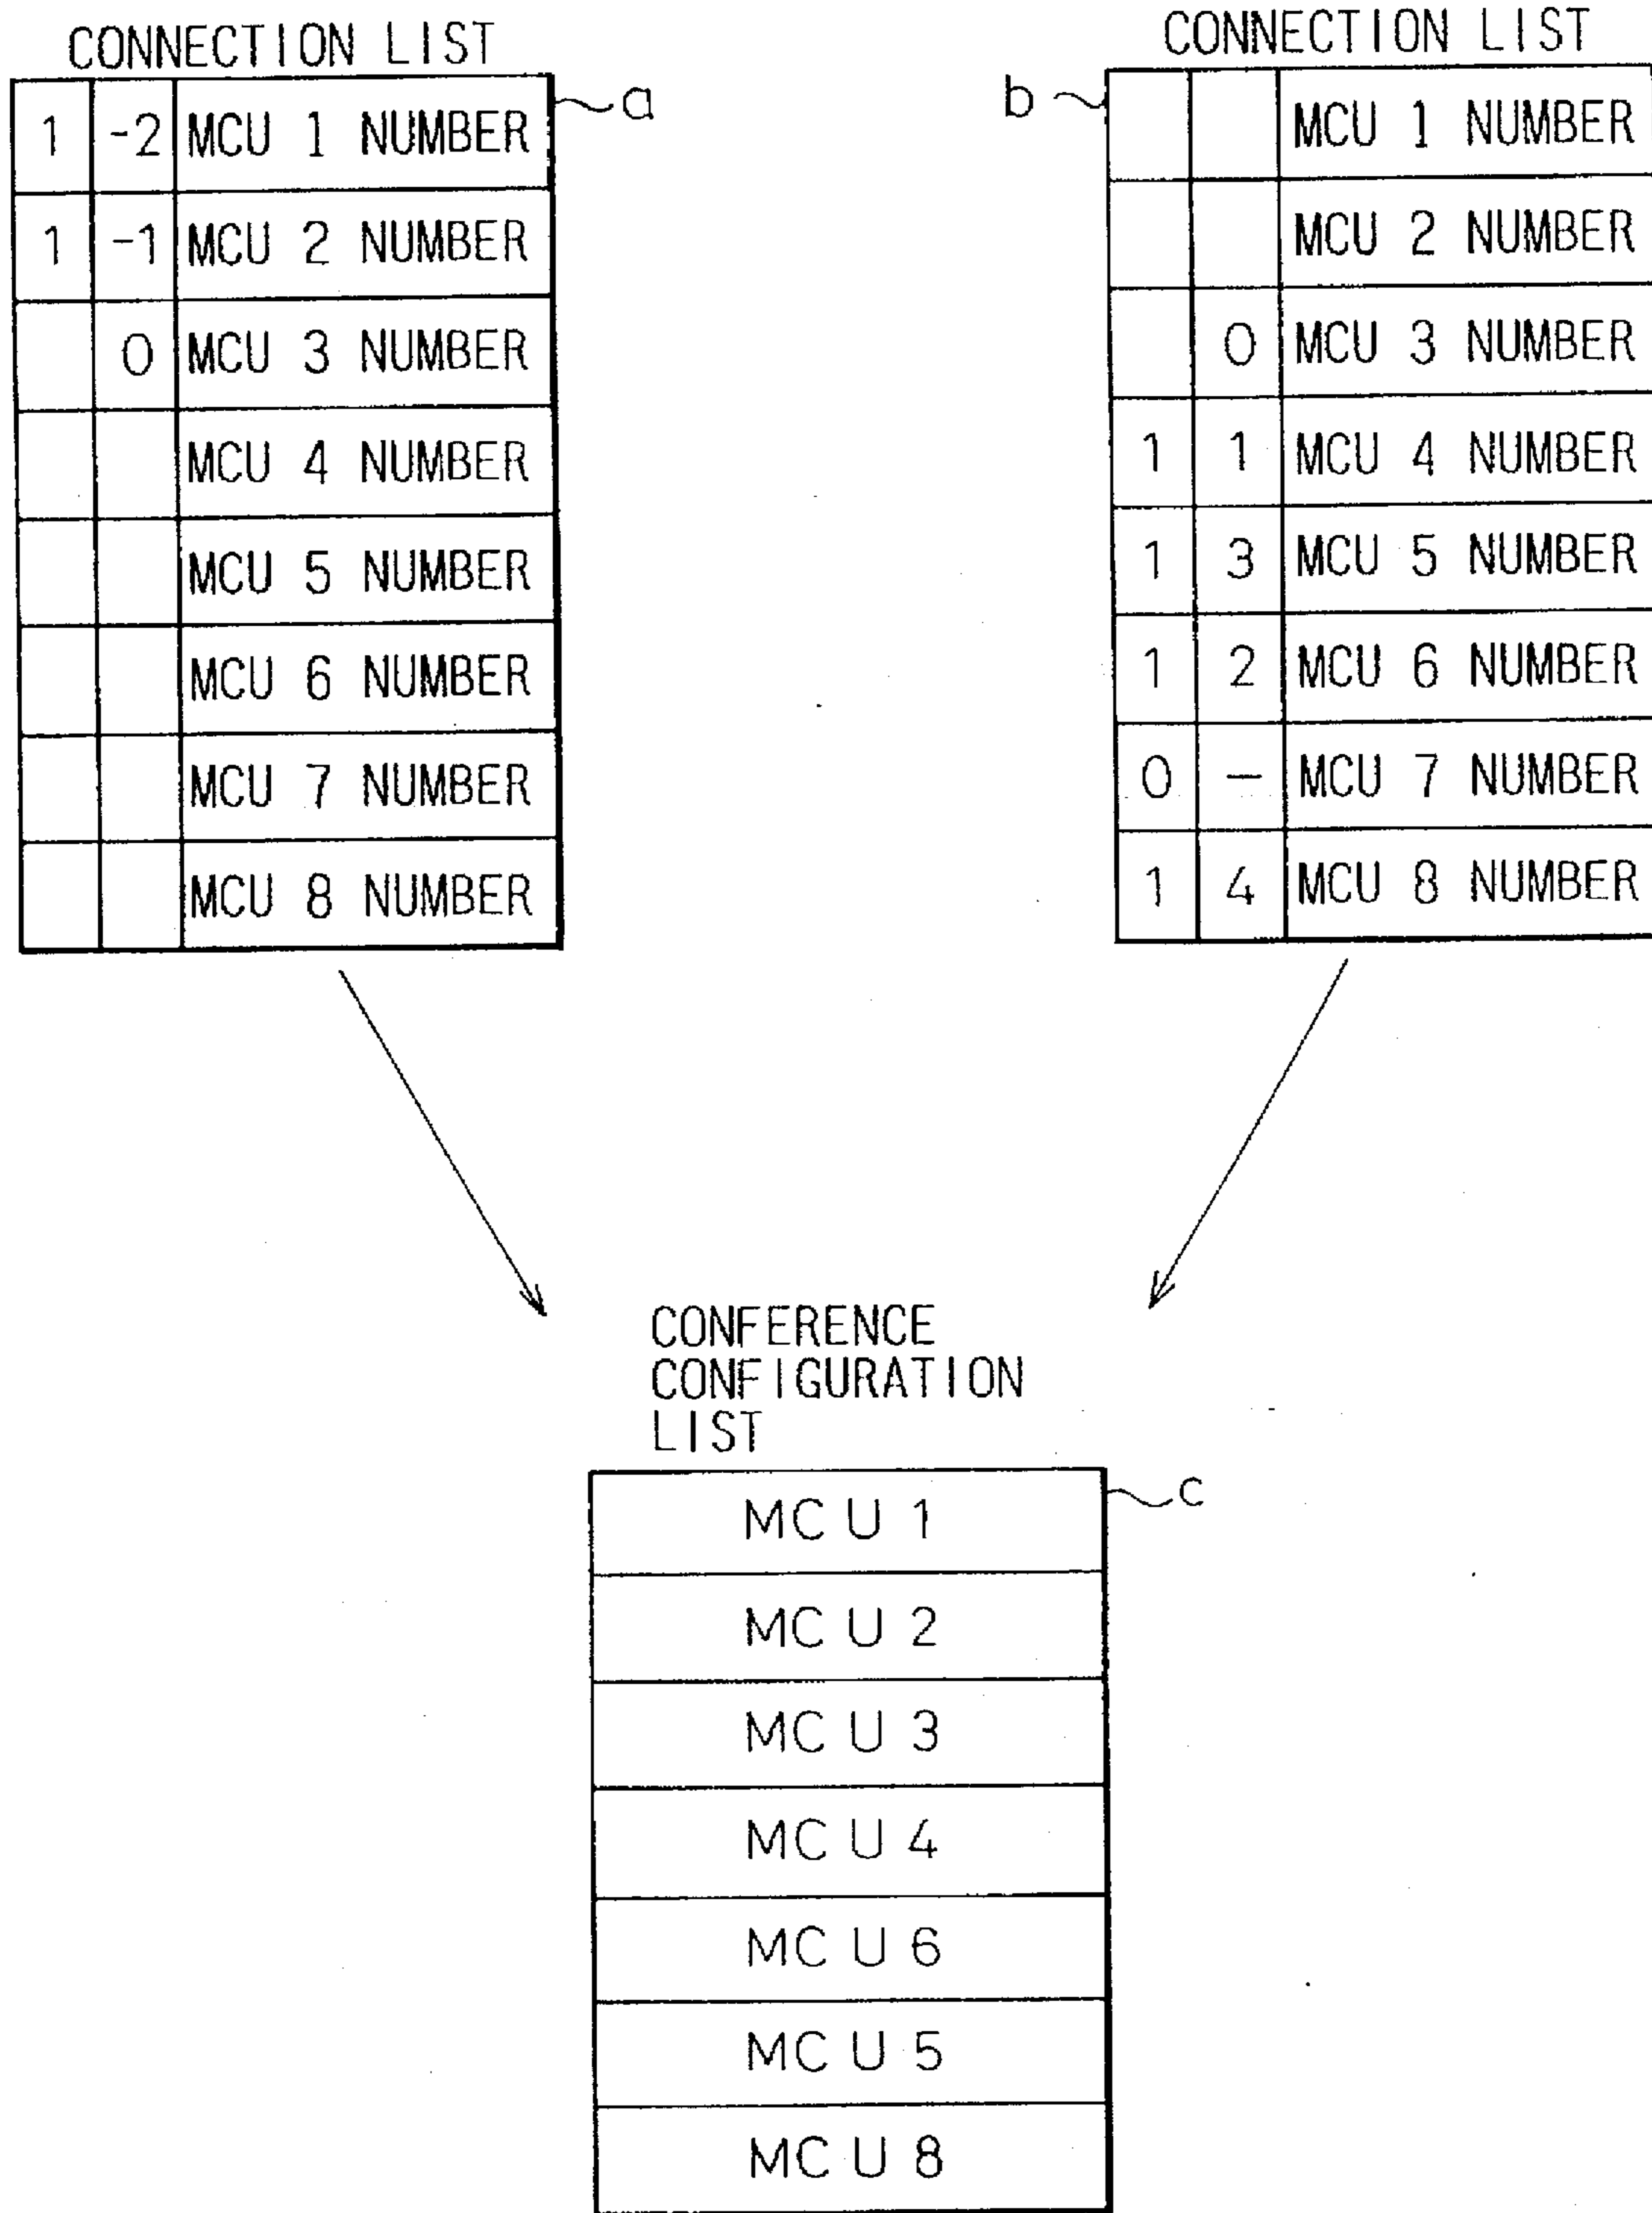 CONNECTION LIST
a
1 -2 MCU 1 NUMBER
1 -1 MCU 2 NUMBER
0 MCU 3 NUMBER
MCU 4 NUMBER
MCU 5 NUMBER
MCU 6 NUMBER
MCU 7 NUMBER
MCU 8 NUMBER
CONNECTION LIST
b
MCU 1 NUMBER
MCU 2 NUMBER
0 MCU 3 NUMBER
1 1 MCU 4 NUMBER
1 3 MCU 5 NUMBER
1 2 MCU 6 NUMBER
0 — MCU 7 NUMBER
1 4 MCU 8 NUMBER
CONFERENCE
CONFIGURATION
LIST
c
MCU 1
MCU 2
MCU 3
MCU 4
MCU 6
MCU 5
MCU 8